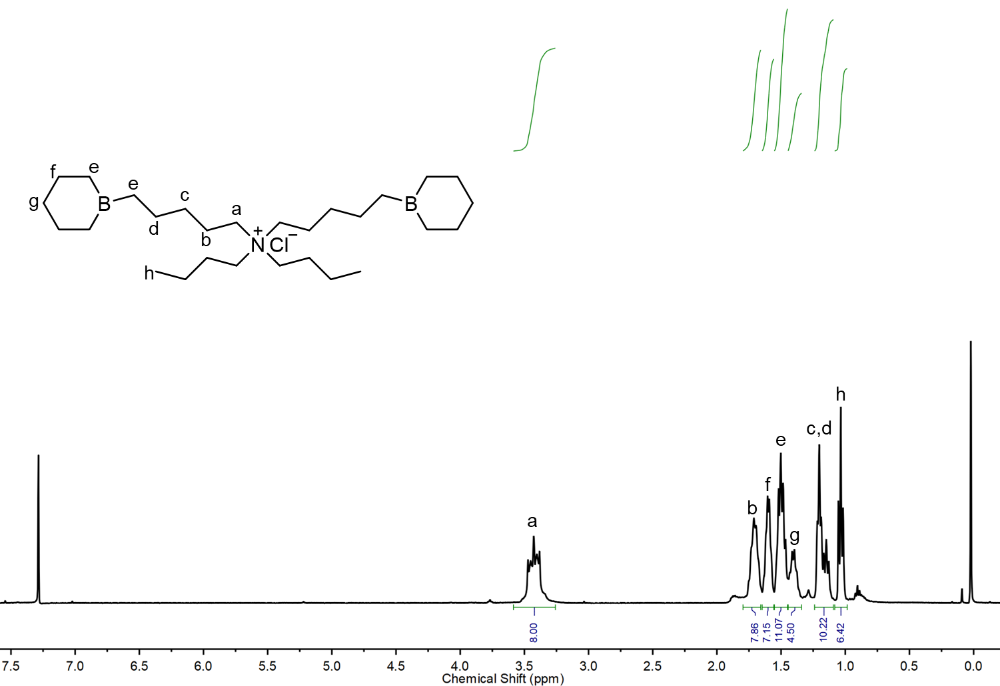 f
e
e
g
B
c
B
a
d
b
N+ Cl−
h
h
c,d
e
f
b
a
g
8.00
7.86
7.15
11.07
4.50
10.22
6.42
7.5 7.0 6.5 6.0 5.5 5.0 4.5 4.0 3.5 3.0 2.5 2.0 1.5 1.0 0.5 0.0
Chemical Shift (ppm)